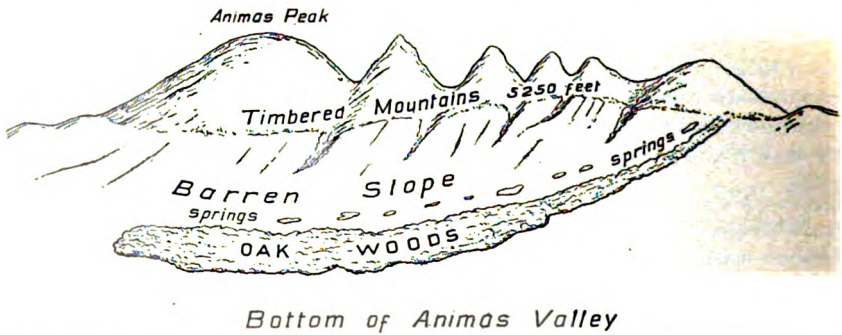 Animas Peak
Timbered Mountains 5250 feet
springs
Barren Slope
springs
OAK WOODS
Bottom of Animas Valley